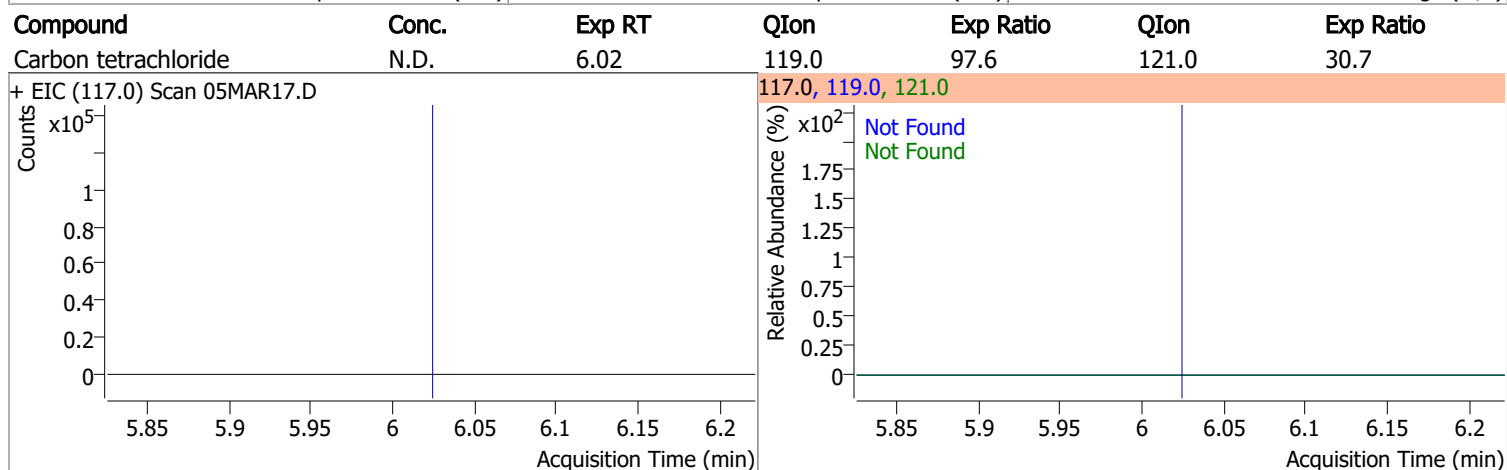 Compound Conc. Exp RT QIon Exp Ratio QIon Exp Ratio
Carbon tetrachloride N.D. 6.02 119.0 97.6 121.0 30.7
+ EIC (117.0) Scan 05MAR17.D
Counts
x10⁵
1
0.8
0.6
0.4
0.2
0
5.85 5.9 5.95 6 6.05 6.1 6.15 6.2
Acquisition Time (min)
117.0, 119.0, 121.0
Relative Abundance (%)
x10²
Not Found
Not Found
1.75
1.5
1.25
1
0.75
0.5
0.25
0
5.85 5.9 5.95 6 6.05 6.1 6.15 6.2
Acquisition Time (min)